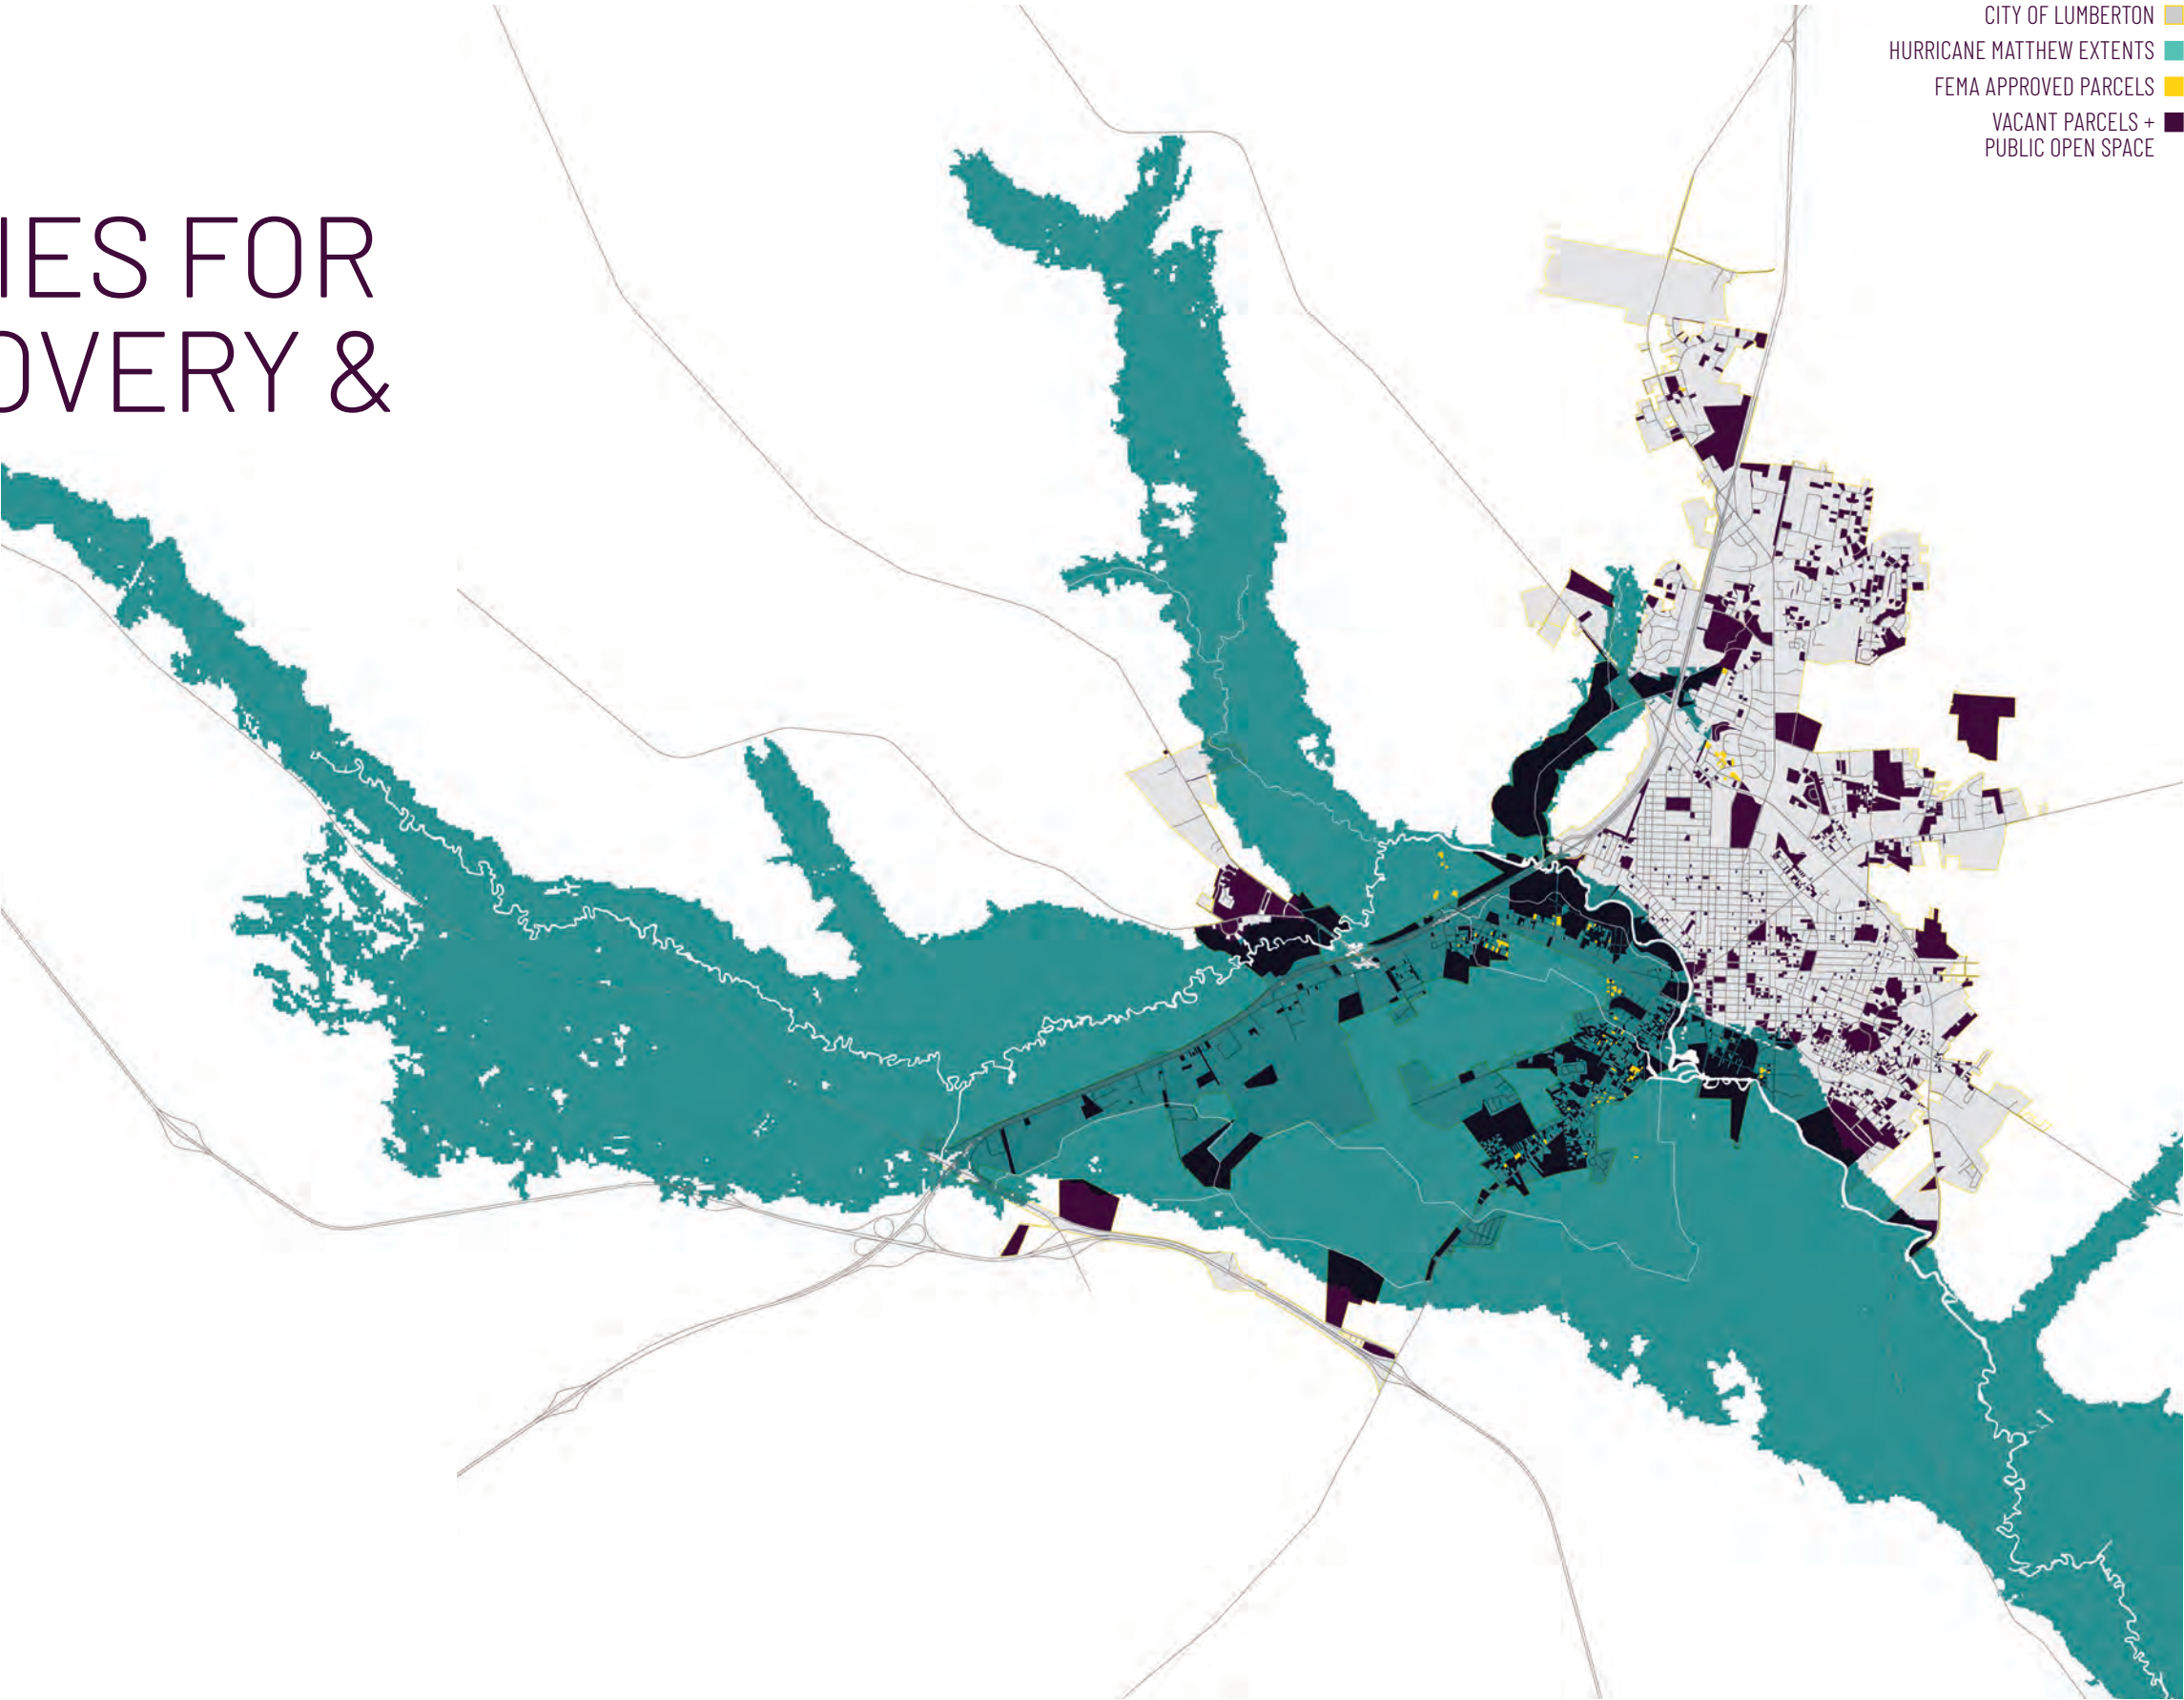 CITY OF LUMBERTON
HURRICANE MATTHEW EXTENTS
FEMA APPROVED PARCELS
VACANT PARCELS +
PUBLIC OPEN SPACE
IES FOR
OVERY &